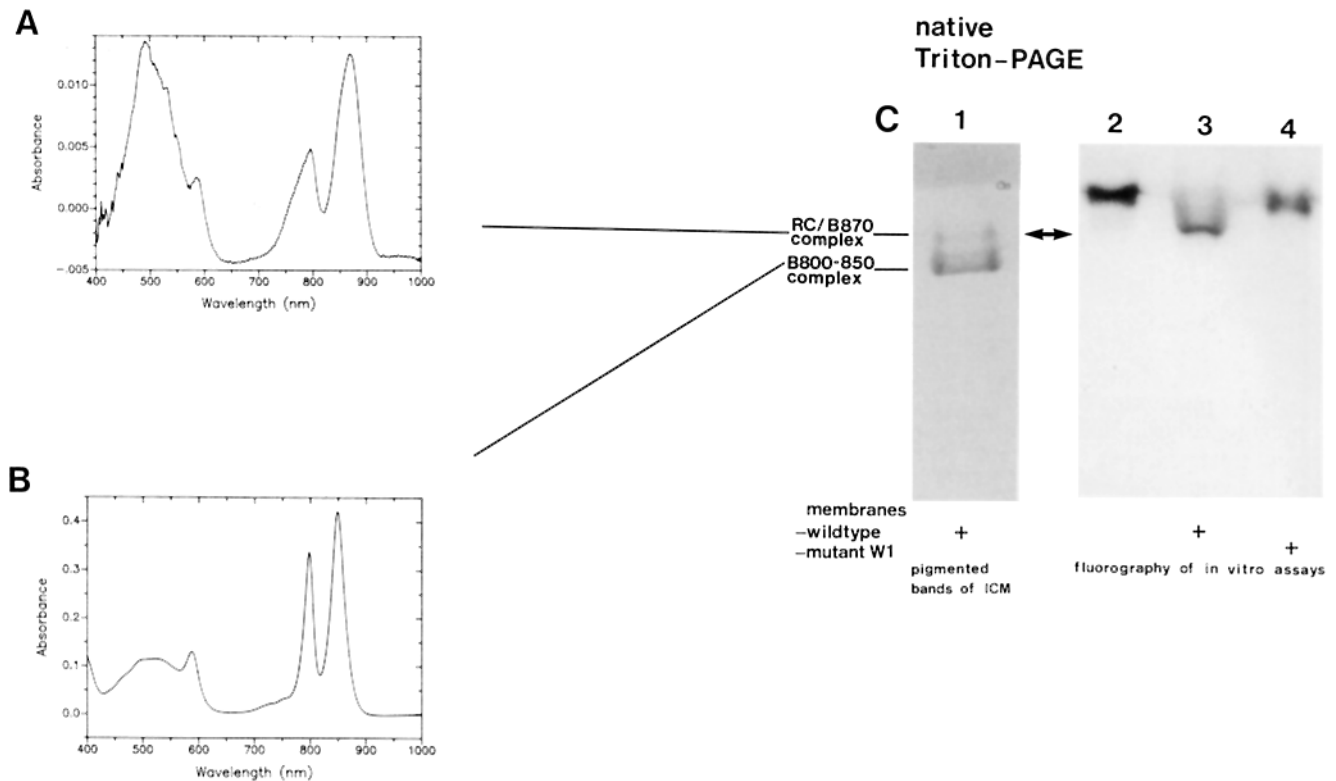 A
Absorbance
0.010
0.005
0.000
-.005
400 500 600 700 800 900 1000
Wavelength (nm)
native
Triton-PAGE
C
1
2 3 4
RC/B870
complex
B800-850
complex
B
Absorbance
0.4
0.3
0.2
0.1
0.0
400 500 600 700 800 900 1000
Wavelength (nm)
membranes
-wildtype + +
-mutant W1 +
pigmented
bands of ICM
fluorography of in vitro assays